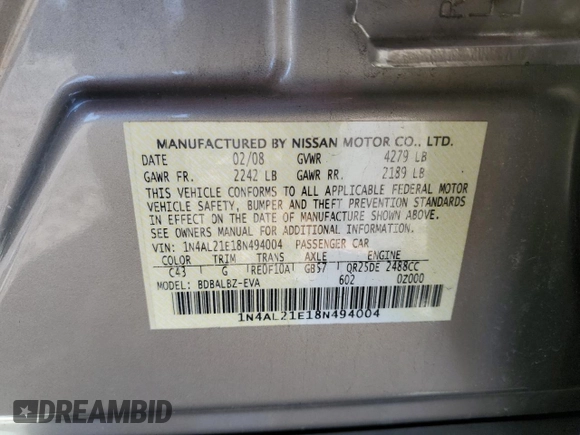 MANUFACTURED BY NISSAN MOTOR CO., LTD.
DATE 02/08 GVWR 4279 LB
GAWR FR. 2242 LB GAWR RR. 2189 LB
THIS VEHICLE CONFORMS TO ALL APPLICABLE FEDERAL MOTOR
VEHICLE SAFETY, BUMPER AND THEFT PREVENTION STANDARDS
IN EFFECT ON THE DATE OF MANUFACTURE SHOWN ABOVE.
SEE OWNERS MANUAL ADDITIONAL INFORMATION.
VIN: 1N4AL21E18N494004 PASSENGER CAR
COLOR TRIM TRANS AXLE ENGINE
C43 G RE0F10A GB57 QR25DE 2488CC
MODEL: BDBALBZ-EVA 602 0Z000
1N4AL21E18N494004
DREAMBID